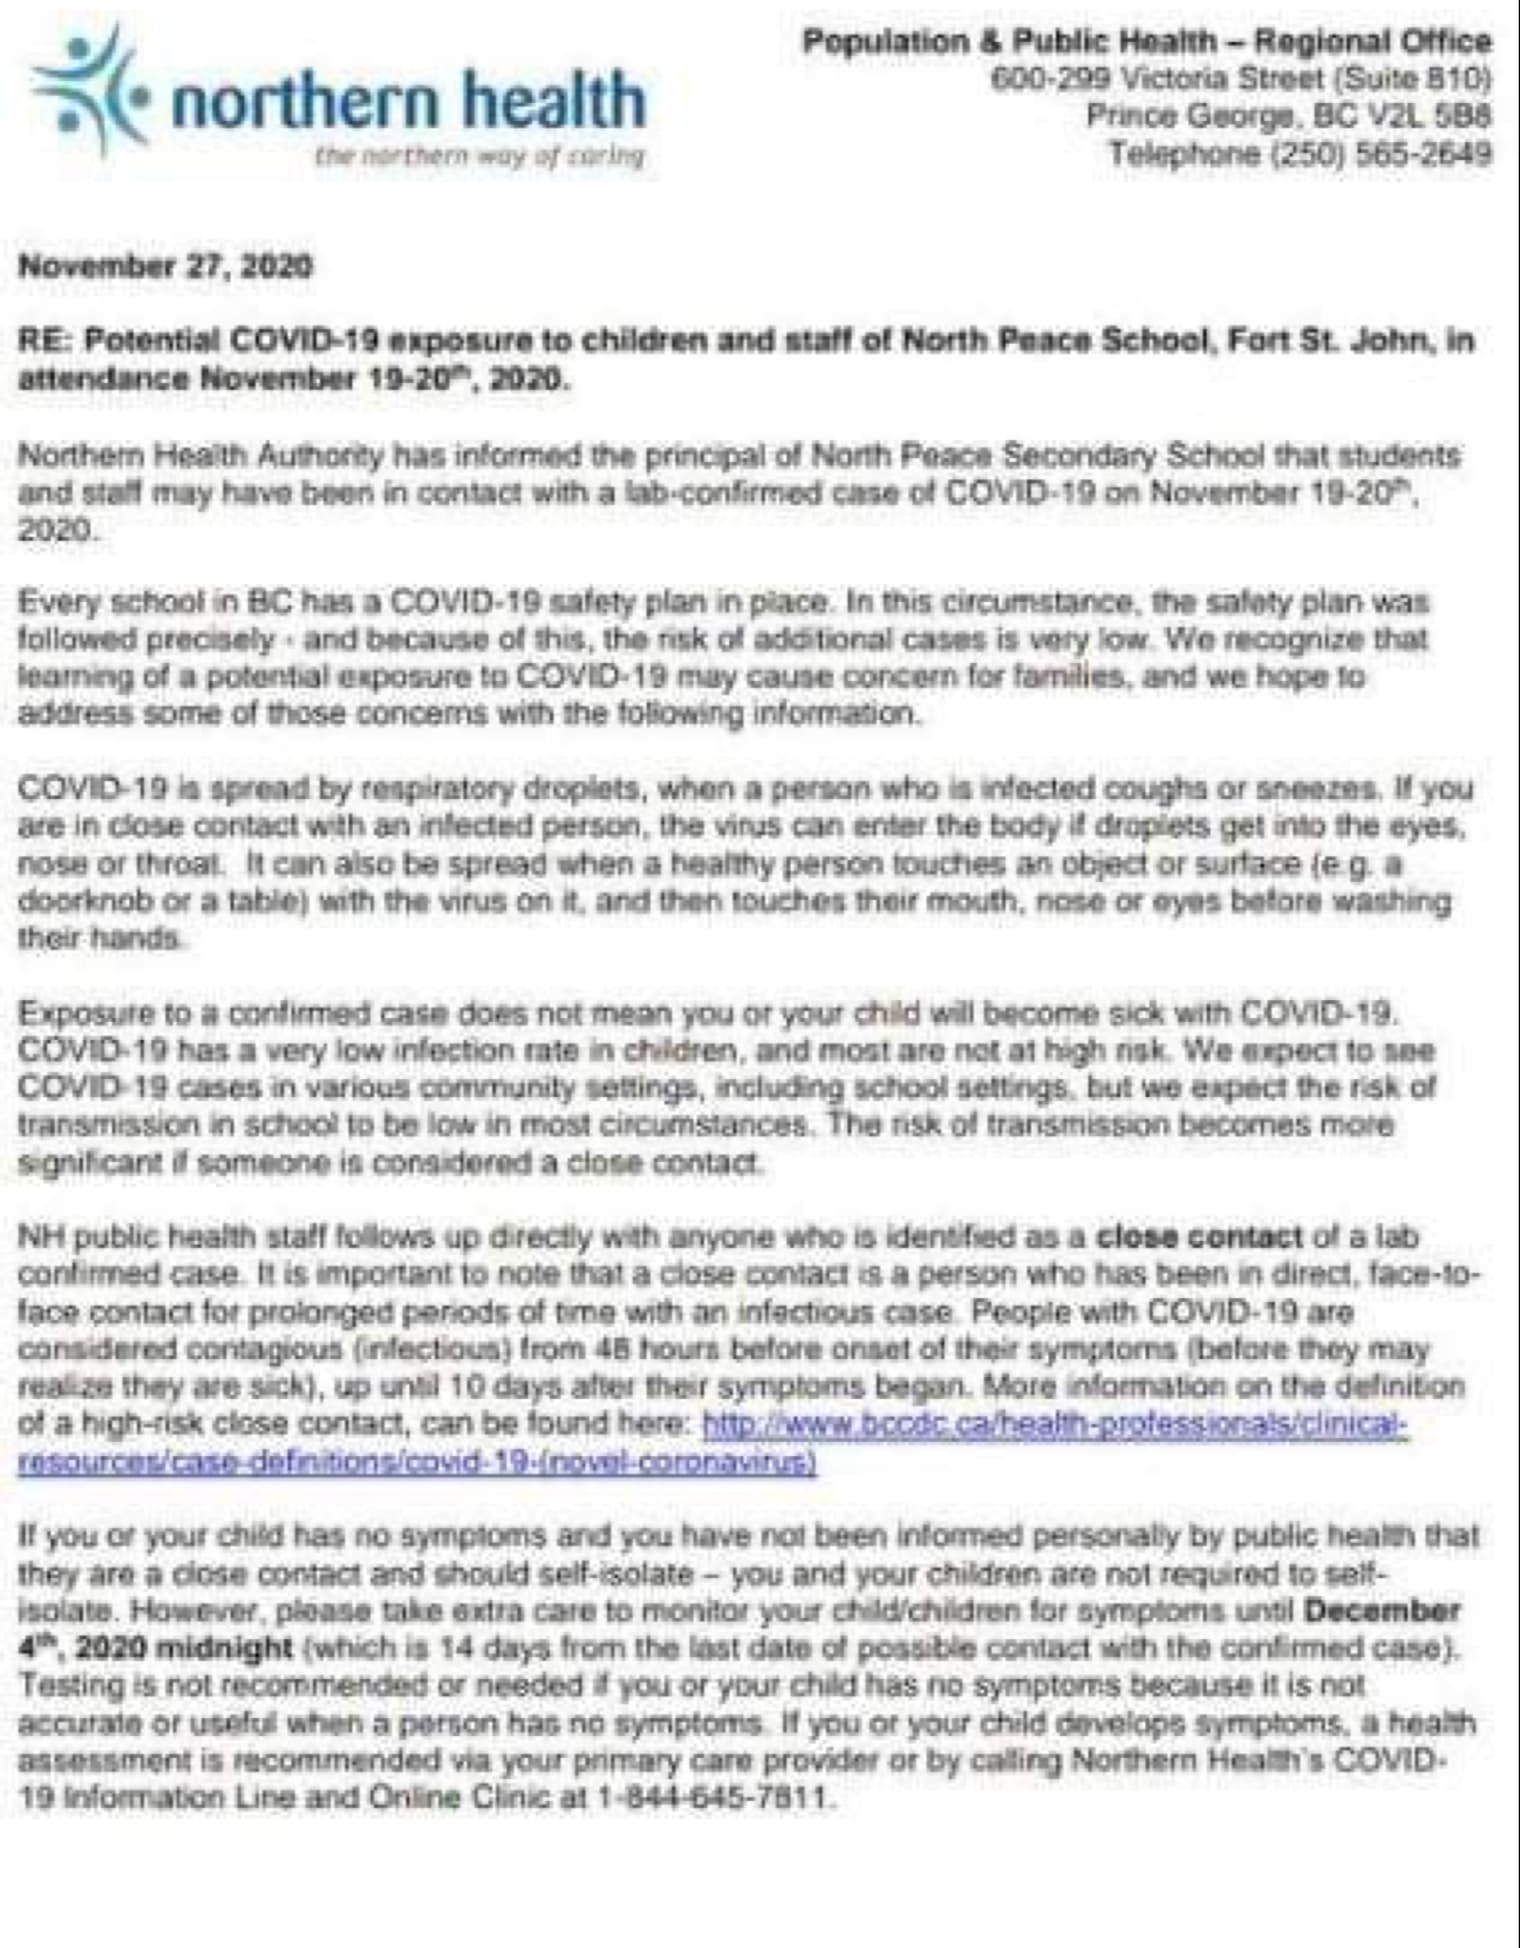 northern health
the northern way of caring
Population & Public Health – Regional Office
600-299 Victoria Street (Suite 810)
Prince George, BC V2L 5B8
Telephone (250) 565-2649
November 27, 2020
RE: Potential COVID-19 exposure to children and staff of North Peace School, Fort St. John, in
attendance November 19-20th, 2020.
Northern Health Authority has informed the principal of North Peace Secondary School that students
and staff may have been in contact with a lab-confirmed case of COVID-19 on November 19-20th,
2020.
Every school in BC has a COVID-19 safety plan in place. In this circumstance, the safety plan was
followed precisely - and because of this, the risk of additional cases is very low. We recognize that
learning of a potential exposure to COVID-19 may cause concern for families, and we hope to
address some of those concerns with the following information.
COVID-19 is spread by respiratory droplets, when a person who is infected coughs or sneezes. If you
are in close contact with an infected person, the virus can enter the body if droplets get into the eyes,
nose or throat. It can also be spread when a healthy person touches an object or surface (e.g. a
doorknob or a table) with the virus on it, and then touches their mouth, nose or eyes before washing
their hands.
Exposure to a confirmed case does not mean you or your child will become sick with COVID-19.
COVID-19 has a very low infection rate in children, and most are not at high risk. We expect to see
COVID-19 cases in various community settings, including school settings, but we expect the risk of
transmission in school to be low in most circumstances. The risk of transmission becomes more
significant if someone is considered a close contact.
NH public health staff follows up directly with anyone who is identified as a close contact of a lab
confirmed case. It is important to note that a close contact is a person who has been in direct, face-to-
face contact for prolonged periods of time with an infectious case. People with COVID-19 are
considered contagious (infectious) from 48 hours before onset of their symptoms (before they may
realize they are sick), up until 10 days after their symptoms began. More information on the definition
of a high-risk close contact, can be found here: http://www.bccdc.ca/health-professionals/clinical-
resources/case-definitions/covid-19-(novel-coronavirus)
If you or your child has no symptoms and you have not been informed personally by public health that
they are a close contact and should self-isolate – you and your children are not required to self-
isolate. However, please take extra care to monitor your child/children for symptoms until December
4th, 2020 midnight (which is 14 days from the last date of possible contact with the confirmed case).
Testing is not recommended or needed if you or your child has no symptoms because it is not
accurate or useful when a person has no symptoms. If you or your child develops symptoms, a health
assessment is recommended via your primary care provider or by calling Northern Health's COVID-
19 Information Line and Online Clinic at 1-844-645-7811.